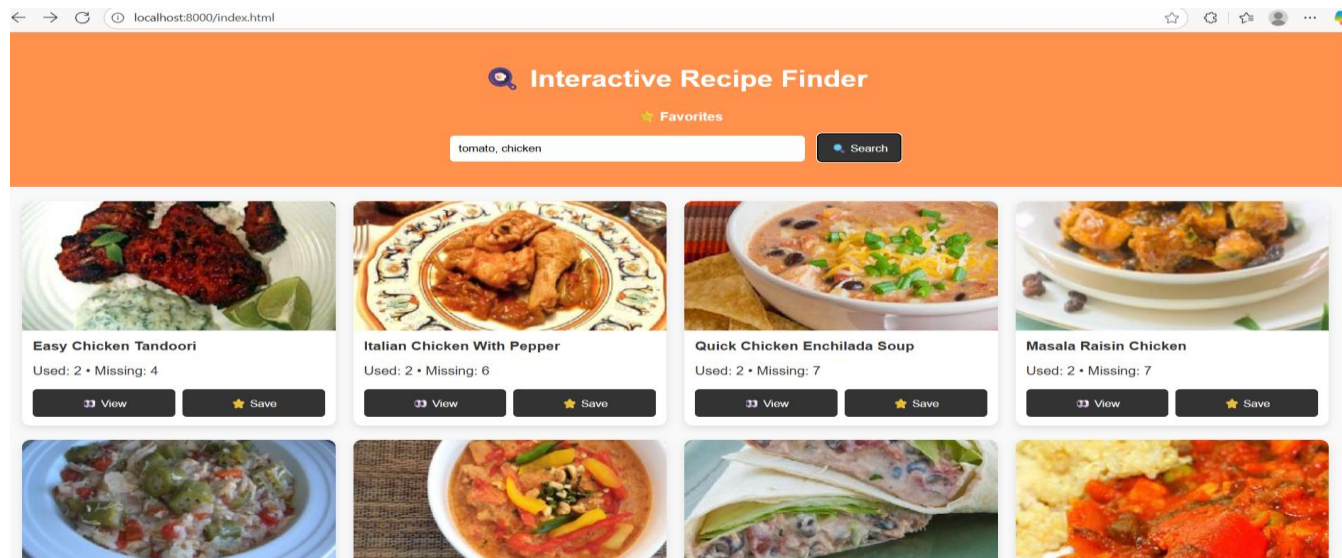 localhost:8000/index.html
Interactive Recipe Finder
Favorites
tomato, chicken
Search
Easy Chicken Tandoori
Used: 2 • Missing: 4
View
Save
Italian Chicken With Pepper
Used: 2 • Missing: 6
View
Save
Quick Chicken Enchilada Soup
Used: 2 • Missing: 7
View
Save
Masala Raisin Chicken
Used: 2 • Missing: 7
View
Save